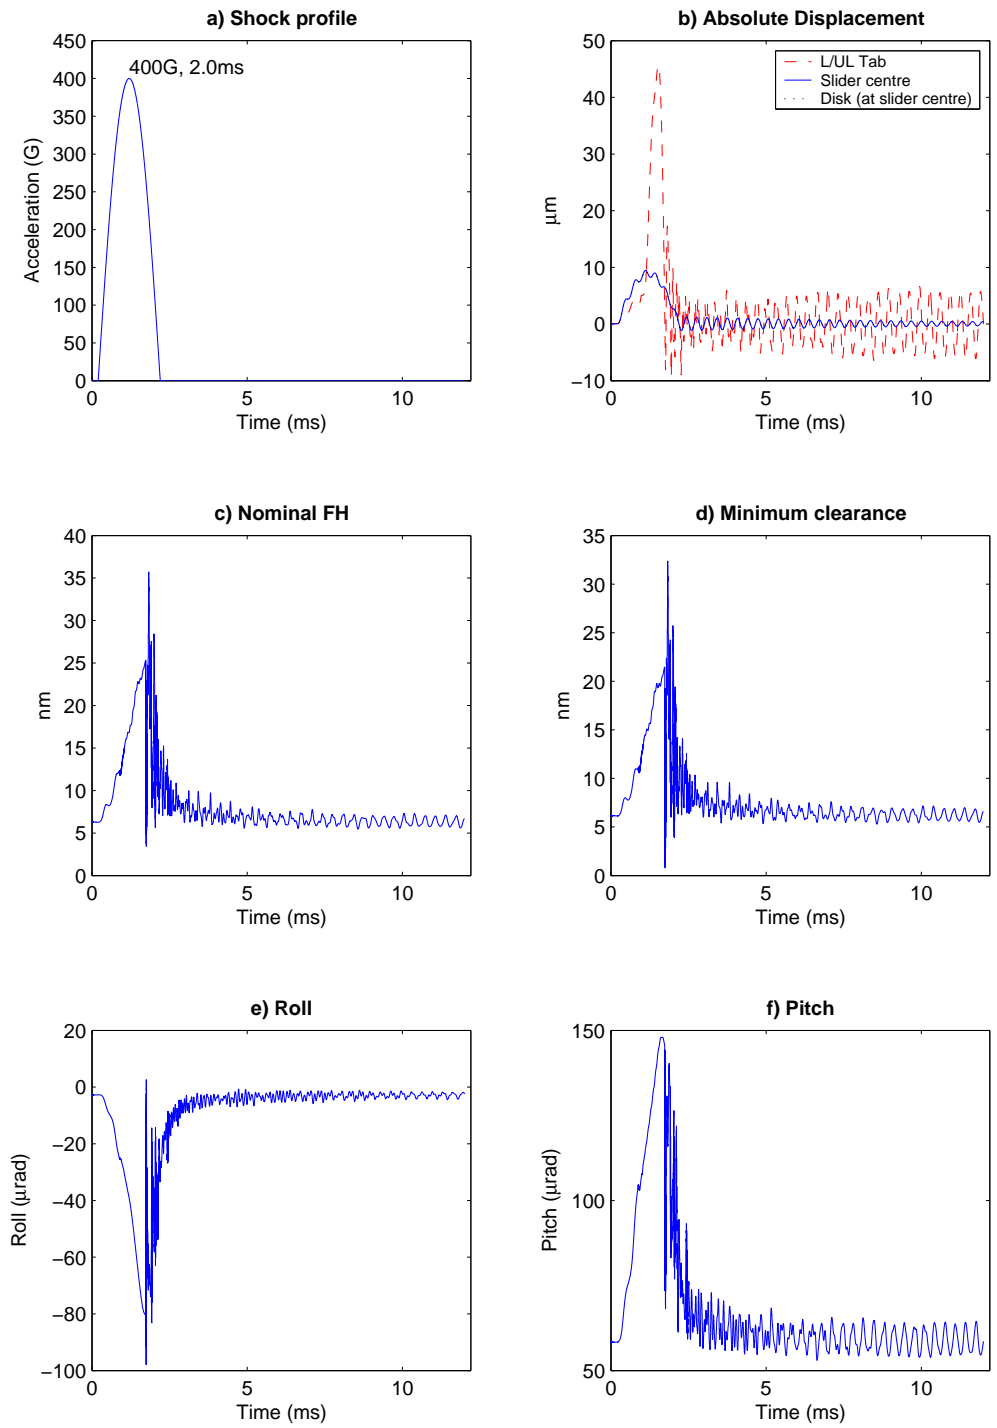 a) Shock profile
450
400
350
300
250
200
150
100
50
0
Acceleration (G)
400G, 2.0ms
0 5 10
Time (ms)
b) Absolute Displacement
50
40
30
20
10
0
−10
μm
L/UL Tab
Slider centre
Disk (at slider centre)
0 5 10
Time (ms)
c) Nominal FH
40
35
30
25
20
15
10
5
0
nm
0 5 10
Time (ms)
d) Minimum clearance
35
30
25
20
15
10
5
0
nm
0 5 10
Time (ms)
e) Roll
20
0
−20
−40
−60
−80
−100
Roll (μrad)
0 5 10
Time (ms)
f) Pitch
150
100
50
Pitch (μrad)
0 5 10
Time (ms)